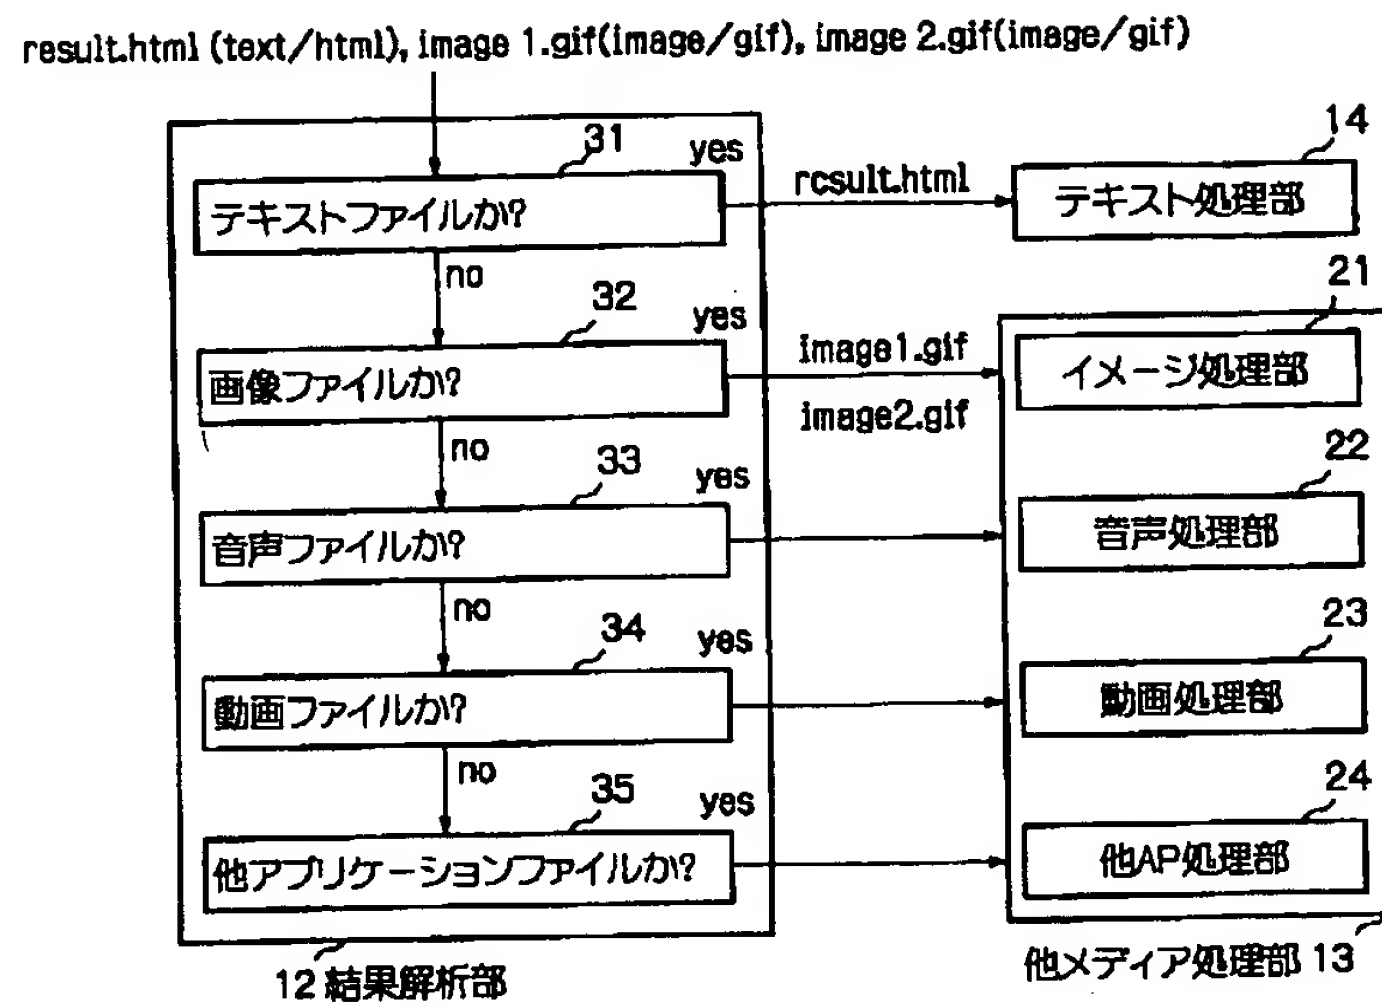 result.html (text/html), image 1.gif(image/gif), image 2.gif(image/gif)
31
yes
テキストファイルか?
result.html
14
テキスト処理部
no
32
yes
画像ファイルか?
image1.gif
image2.gif
21
イメージ処理部
no
33
yes
音声ファイルか?
22
音声処理部
no
34
yes
動画ファイルか?
23
動画処理部
no
35
yes
他アプリケーションファイルか?
24
他AP処理部
12 結果解析部
他メディア処理部 13